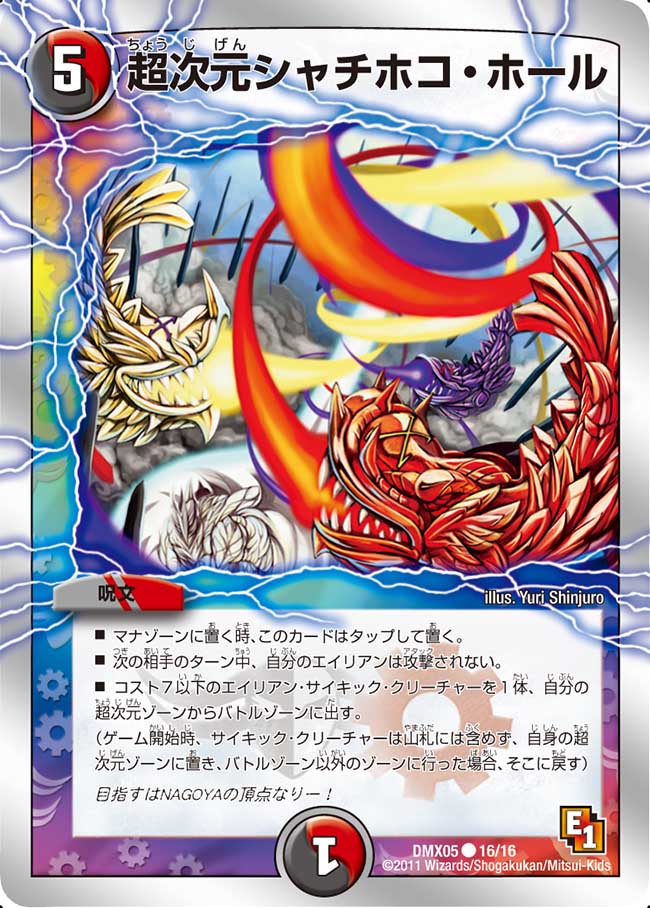 5
超次元シャチホコ・ホール
呪文
illus. Yuri Shinjuro
■ マナゾーンに置く時、このカードはタップして置く。
■ 次の相手のターン中、自分のエイリアンは攻撃されない。
■ コスト7以下のエイリアン・サイキック・クリーチャーを1体、自分の
超次元ゾーンからバトルゾーンに出す。
(ゲーム開始時、サイキック・クリーチャーは山札には含めず、自身の超
次元ゾーンに置き、バトルゾーン以外のゾーンに行った場合、そこに戻す)
目指すはNAGOYAの頂点なりー!
1
E1
DMX05 ● 16/16
©2011 Wizards/Shogakukan/Mitsui-Kids